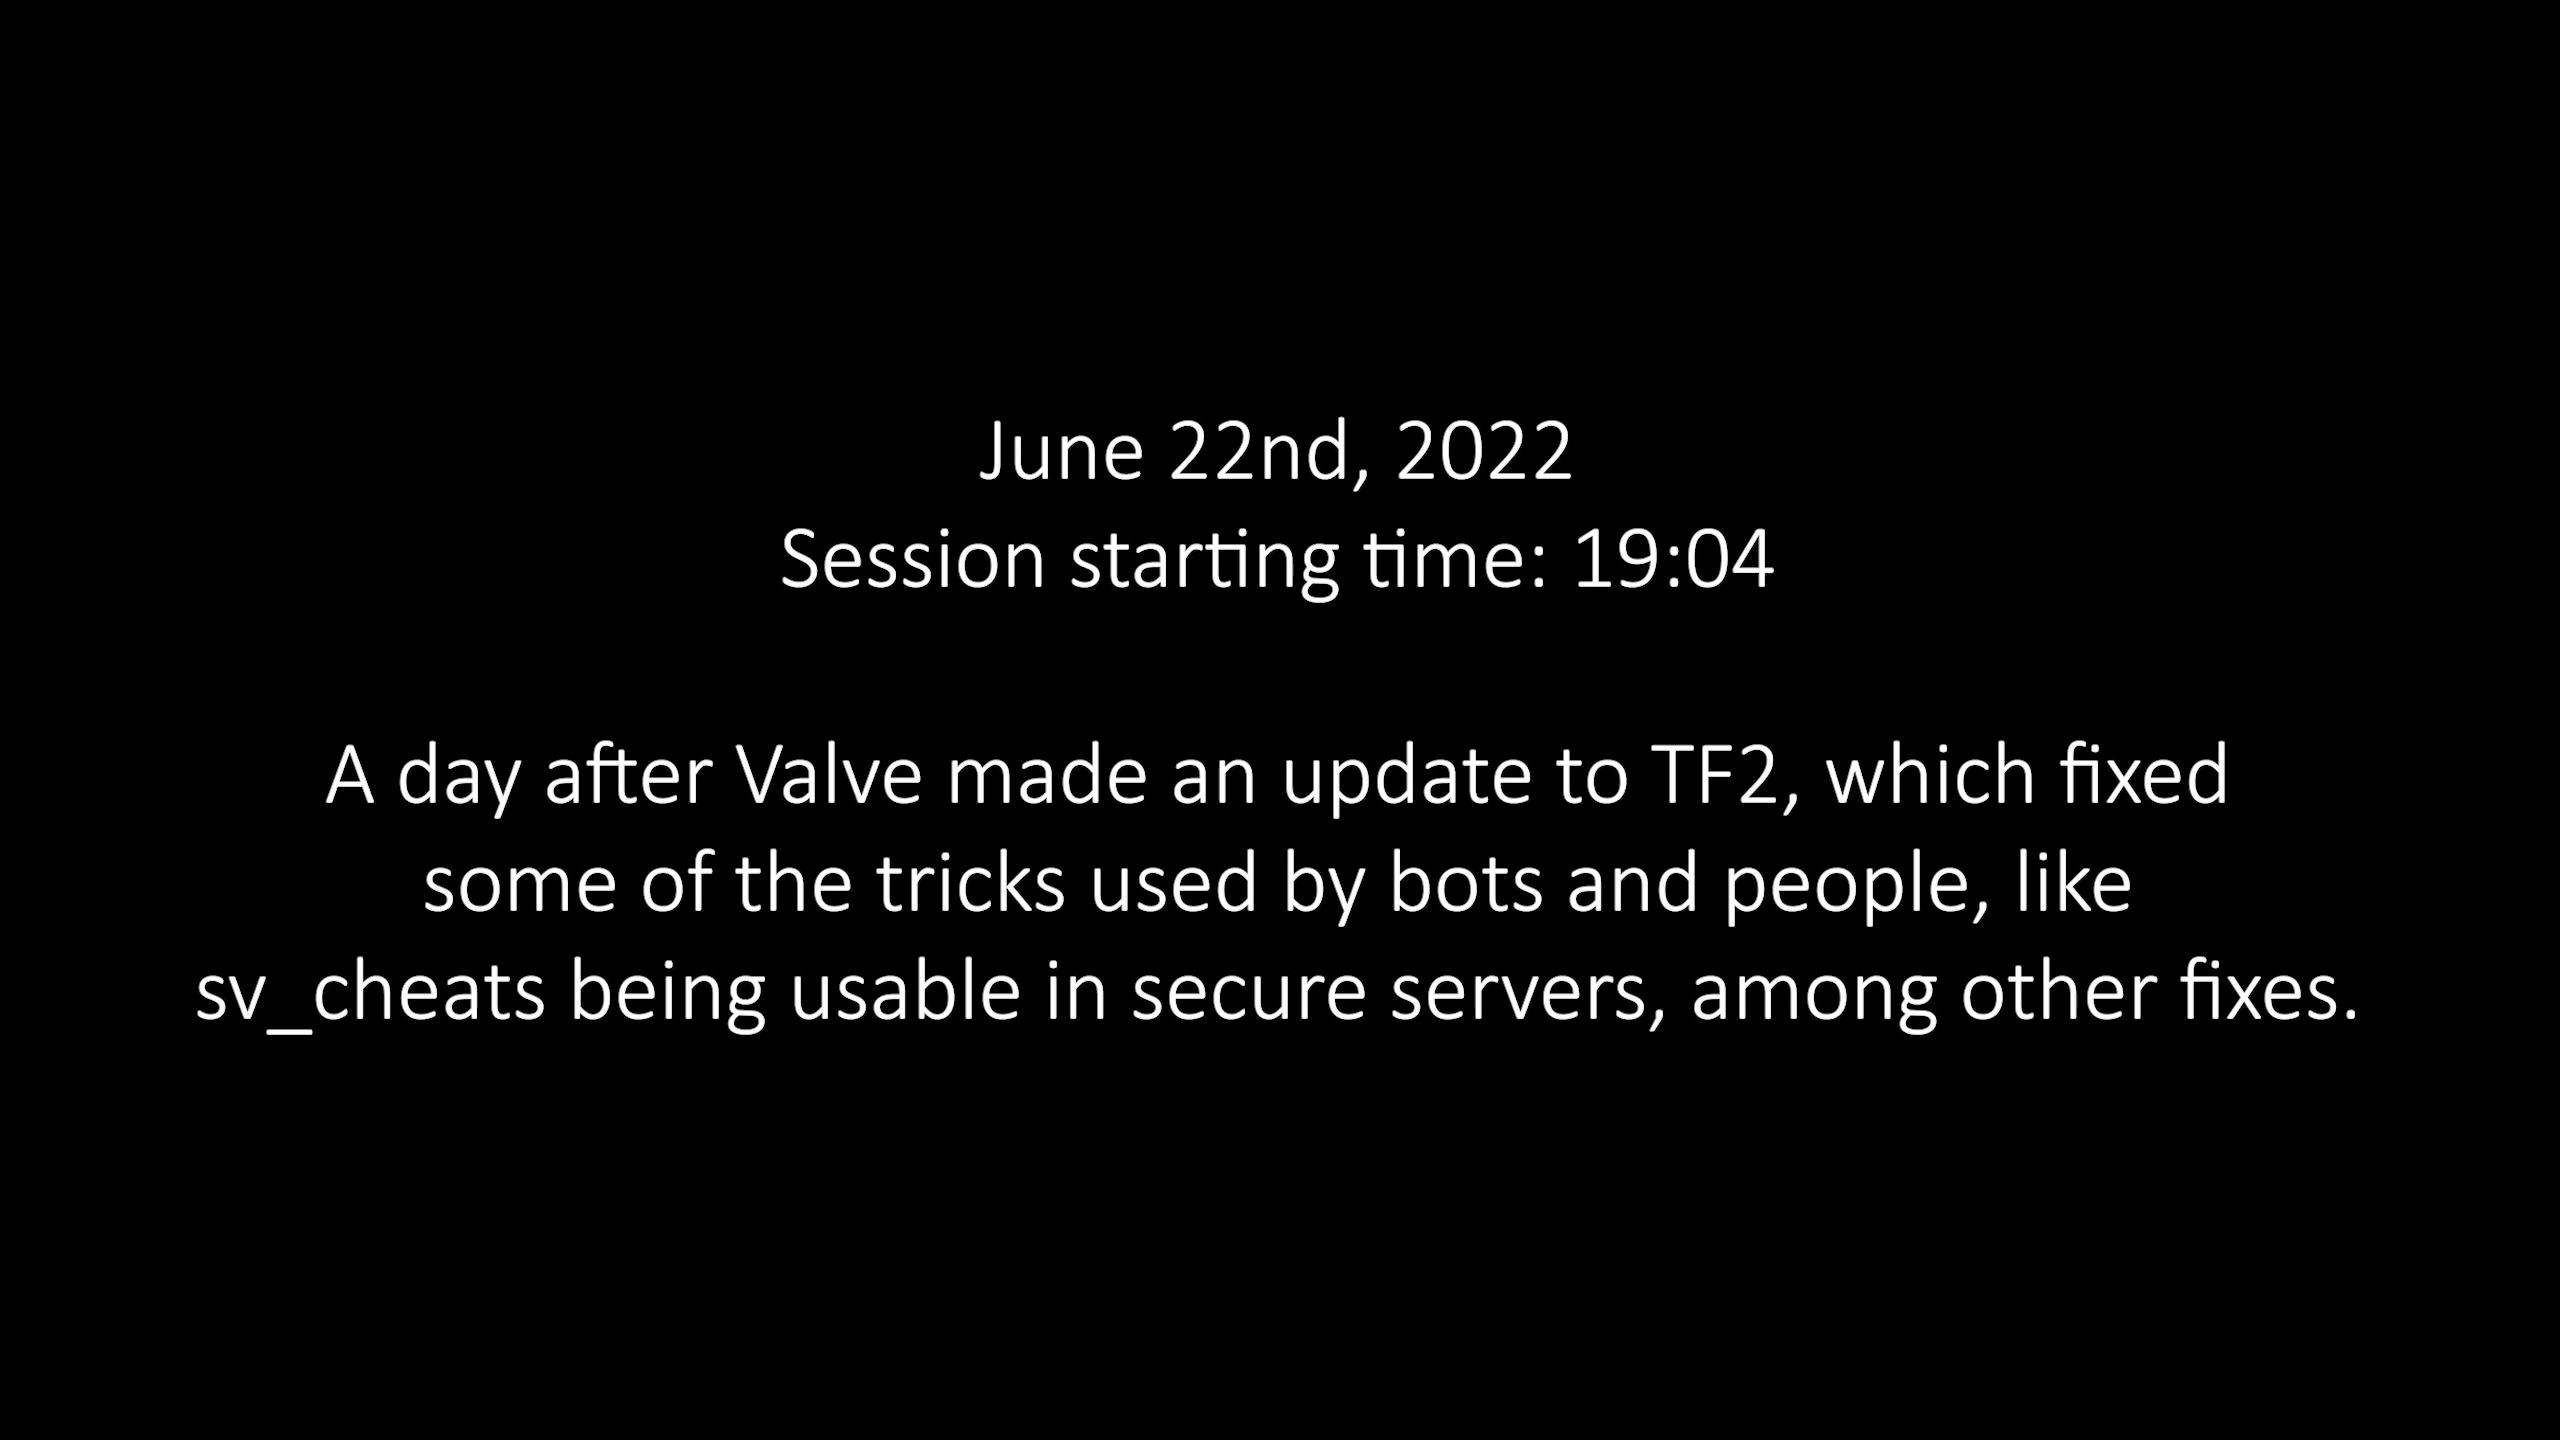 June 22nd, 2022
Session starting time: 19:04
A day after Valve made an update to TF2, which fixed
some of the tricks used by bots and people, like
sv_cheats being usable in secure servers, among other fixes.